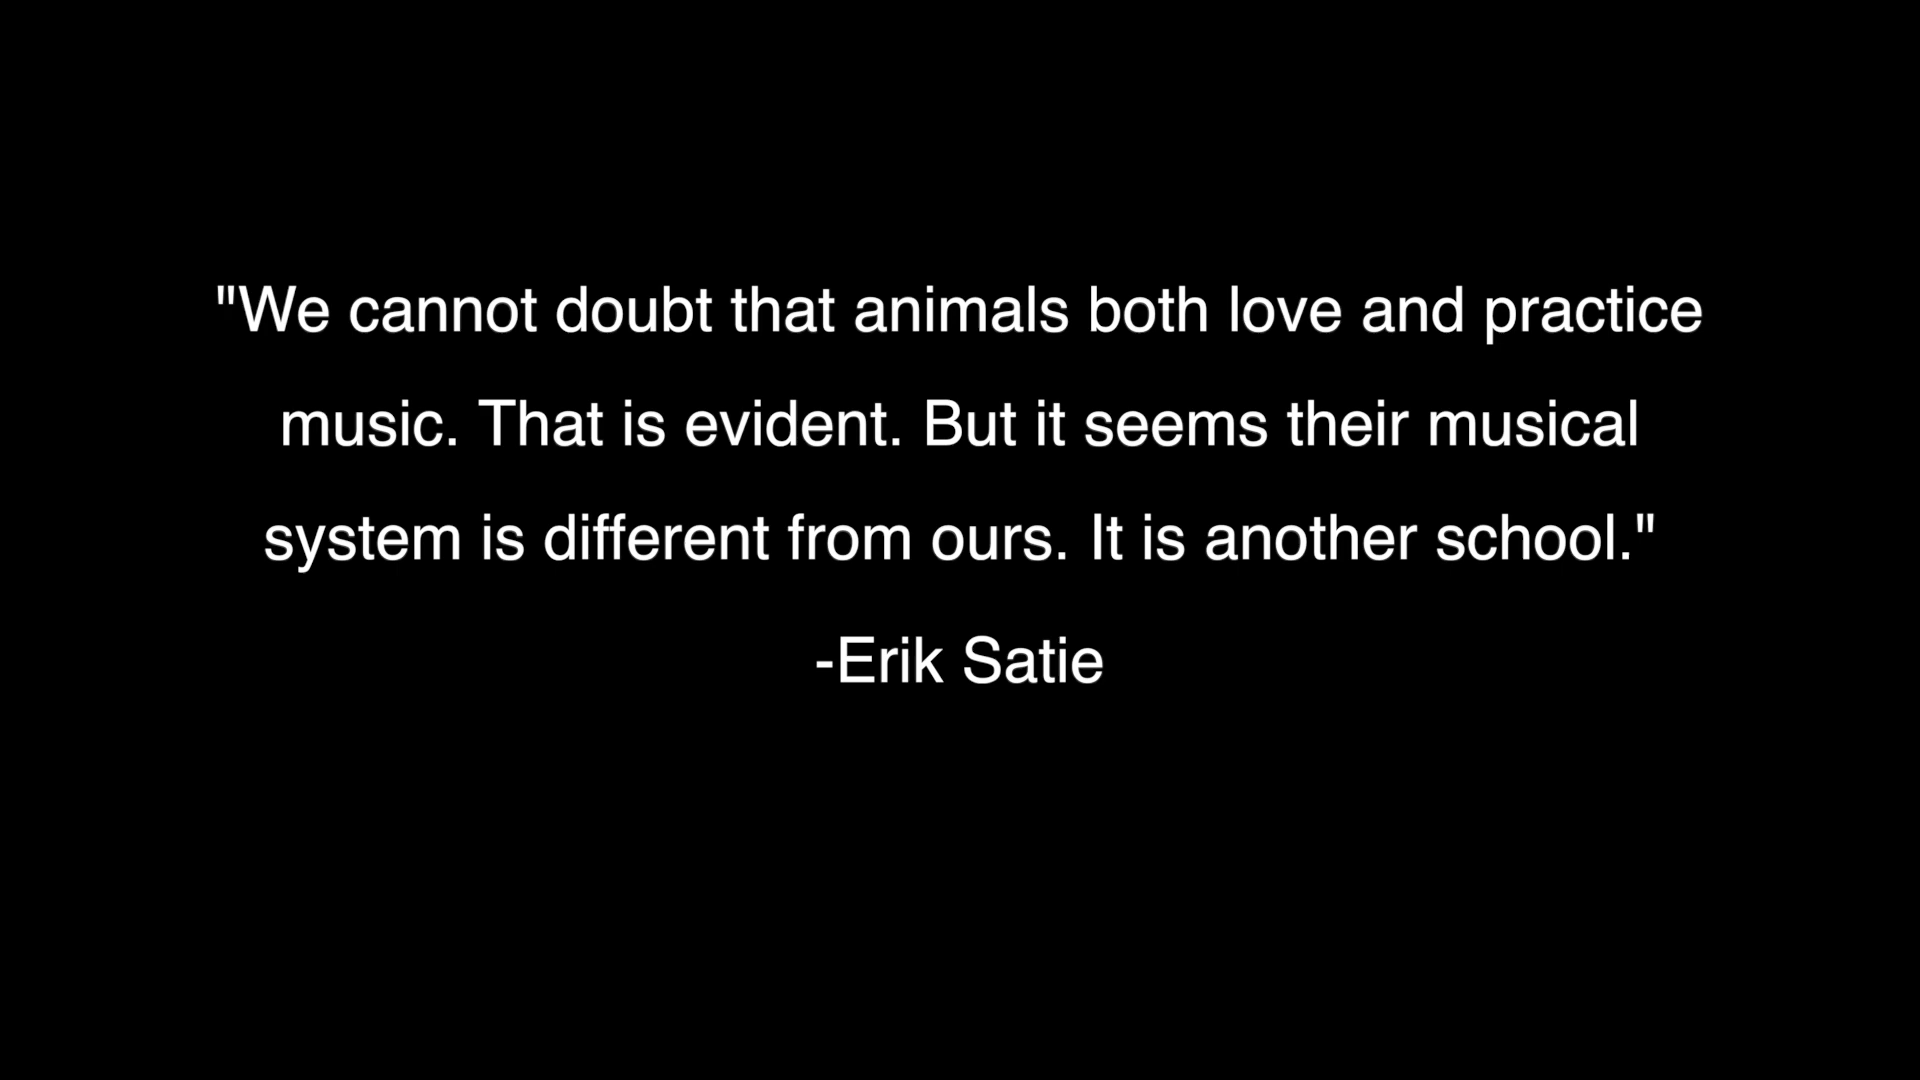 "We cannot doubt that animals both love and practice
music. That is evident. But it seems their musical
system is different from ours. It is another school."
-Erik Satie